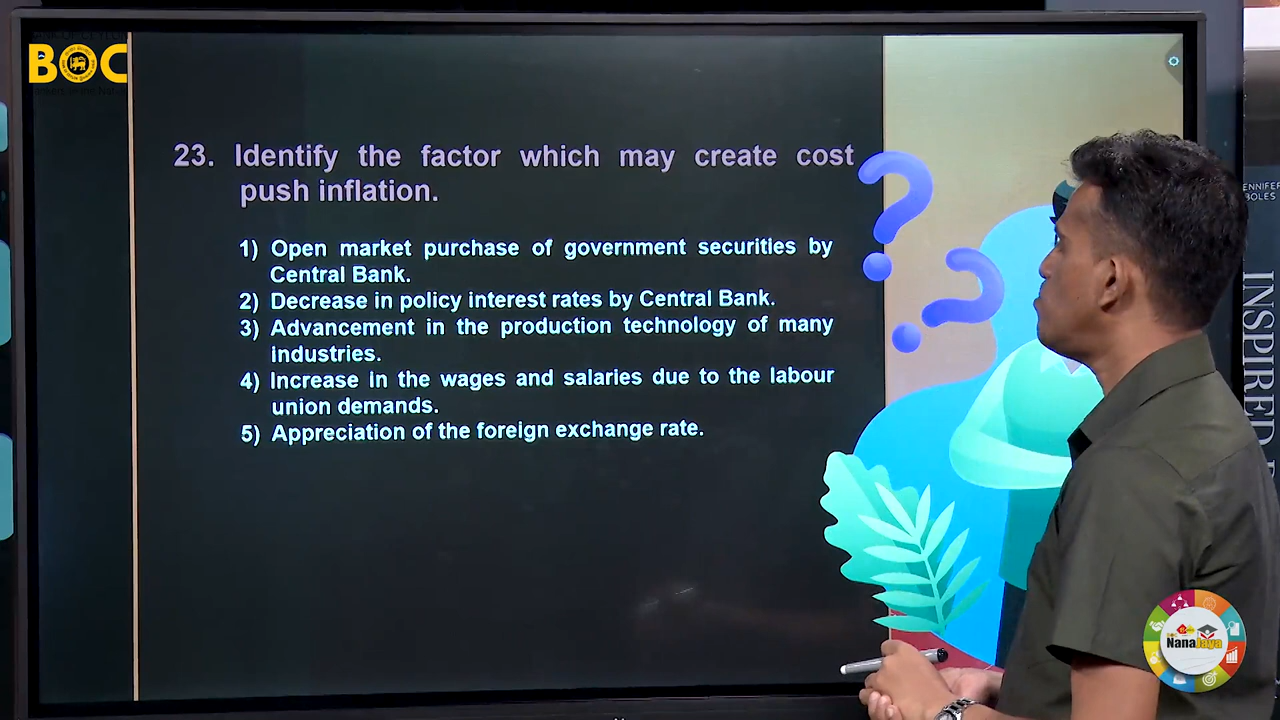 BOC
23. Identify the factor which may create cost
push inflation.
1) Open market purchase of government securities by
Central Bank.
2) Decrease in policy interest rates by Central Bank.
3) Advancement in the production technology of many
industries.
4) Increase in the wages and salaries due to the labour
union demands.
5) Appreciation of the foreign exchange rate.
ENNIFER
BOLES
INSPIRED
NanaJaya